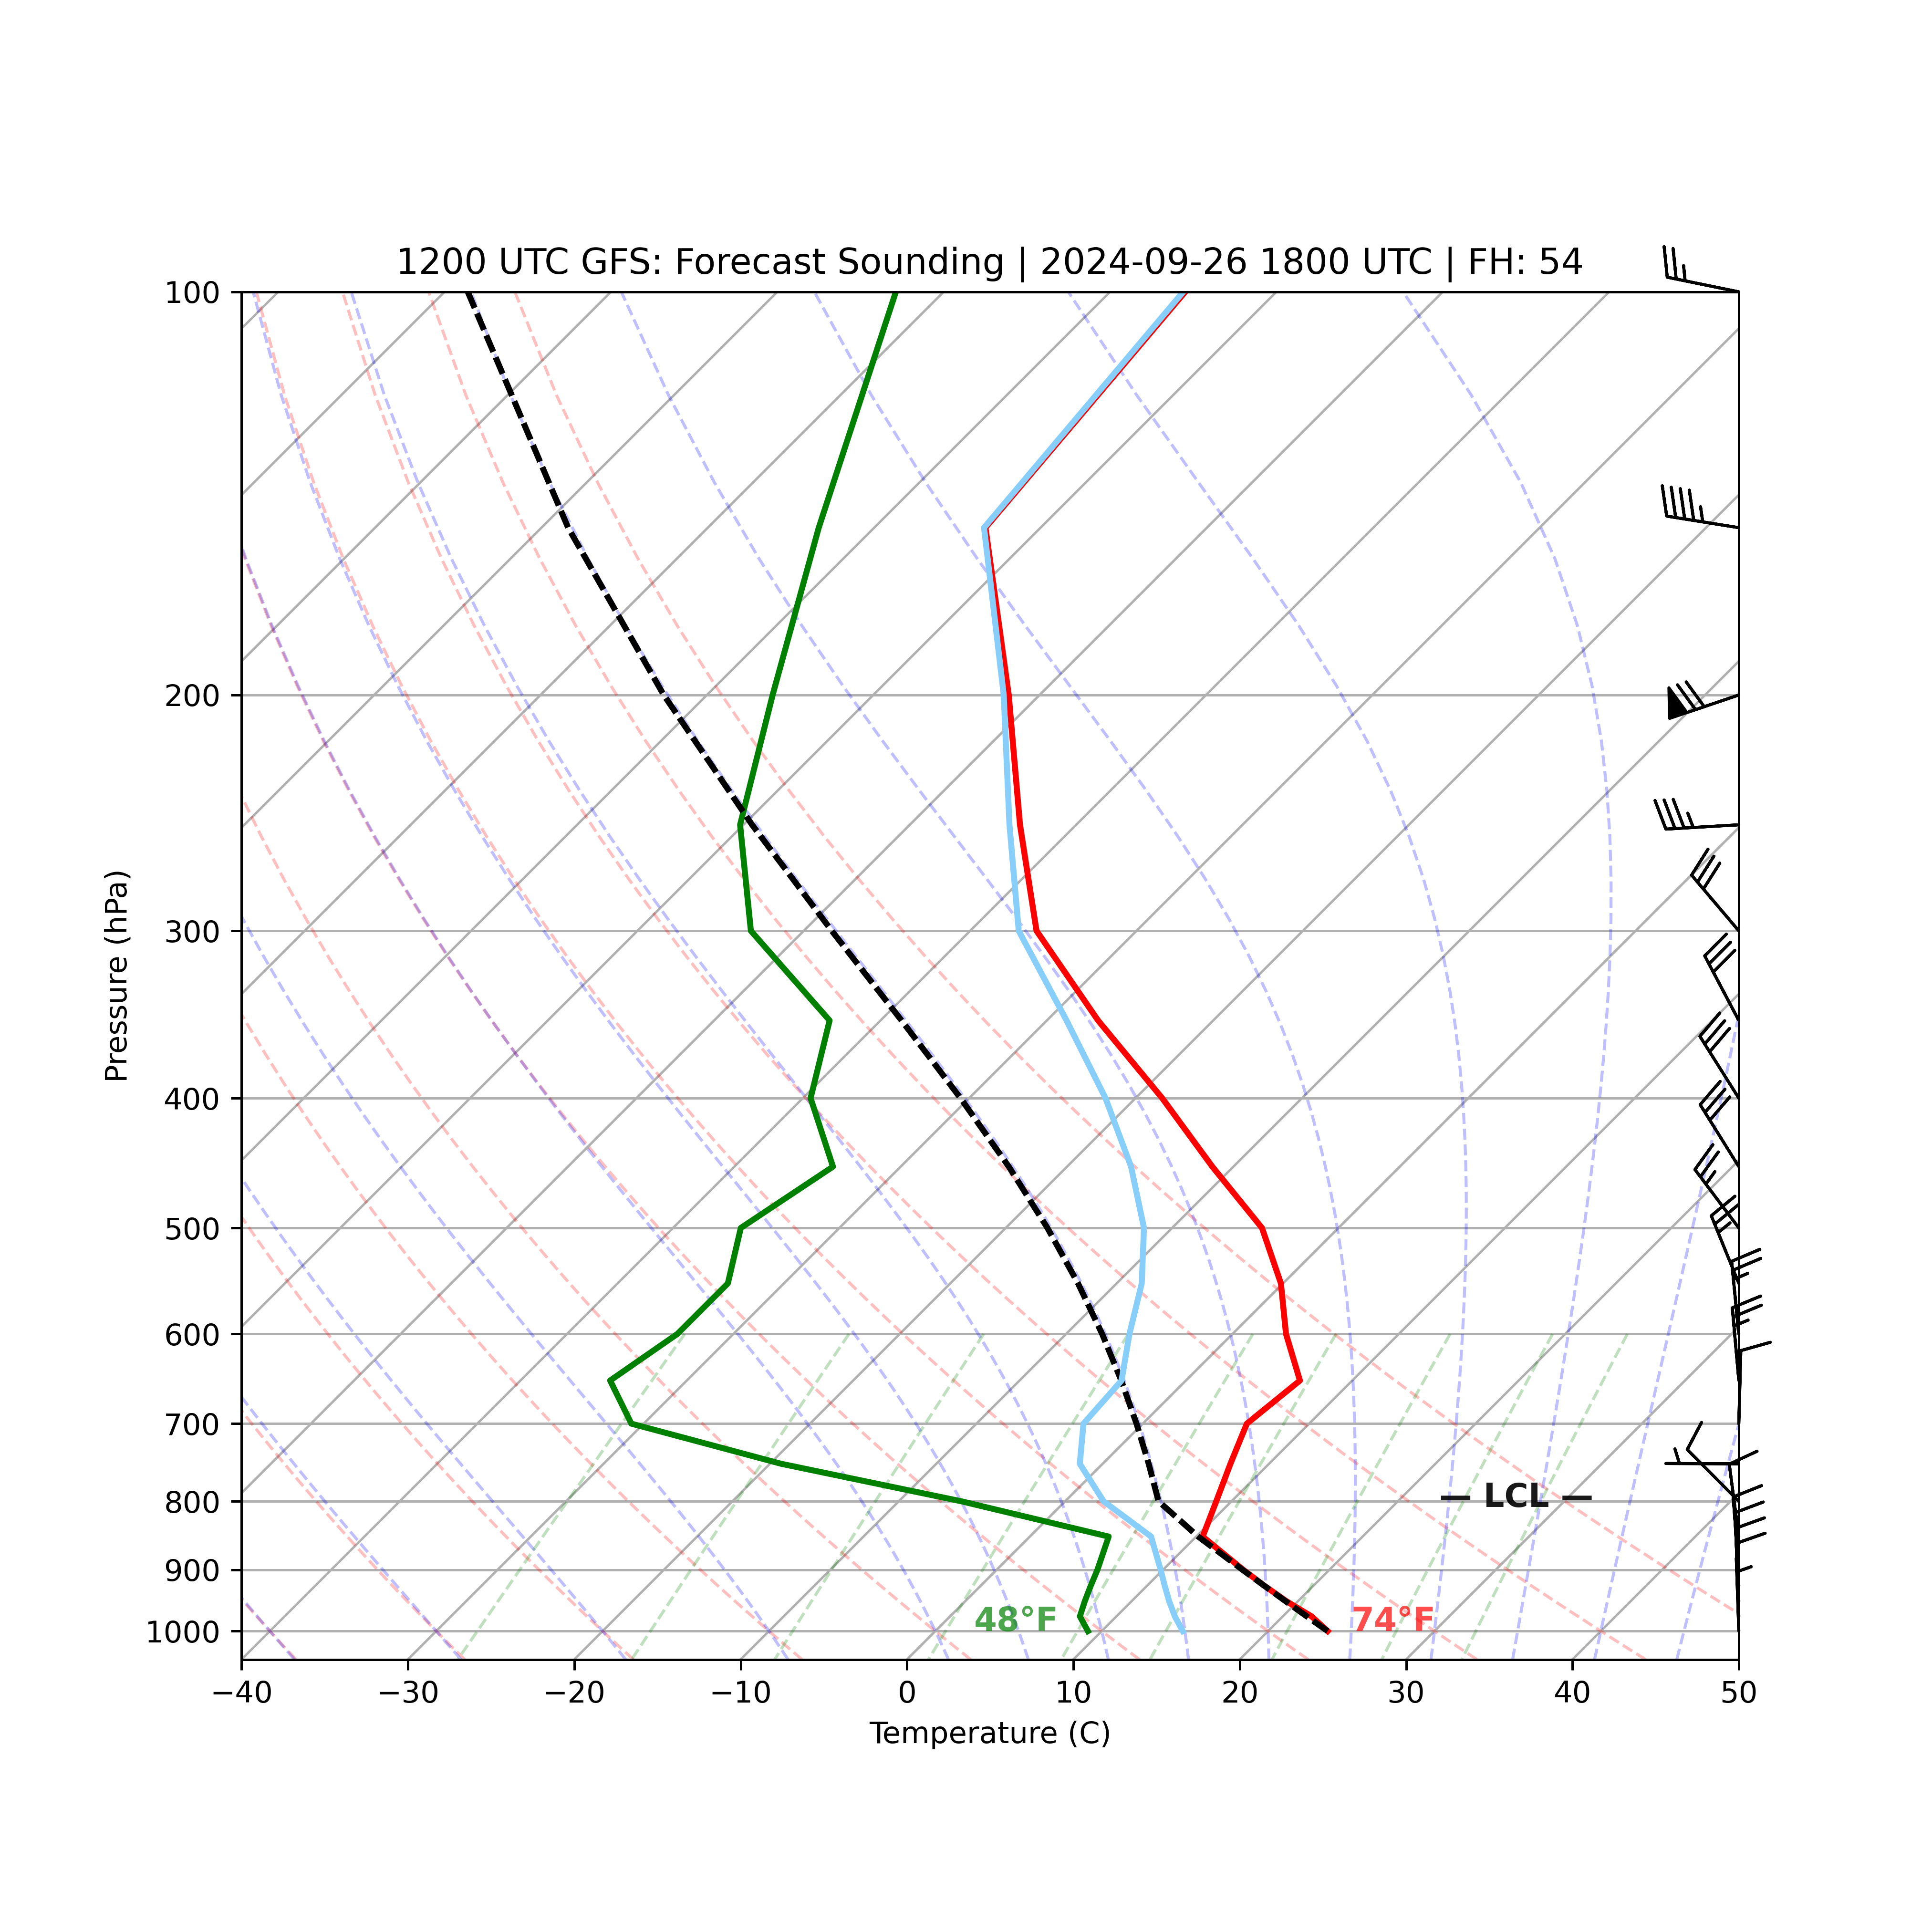 1200 UTC GFS: Forecast Sounding | 2024-09-26 1800 UTC | FH: 54
100
200
300
400
500
600
700
800
900
1000
Pressure (hPa)
— LCL —
48°F
74°F
−40 −30 −20 −10 0 10 20 30 40 50
Temperature (C)